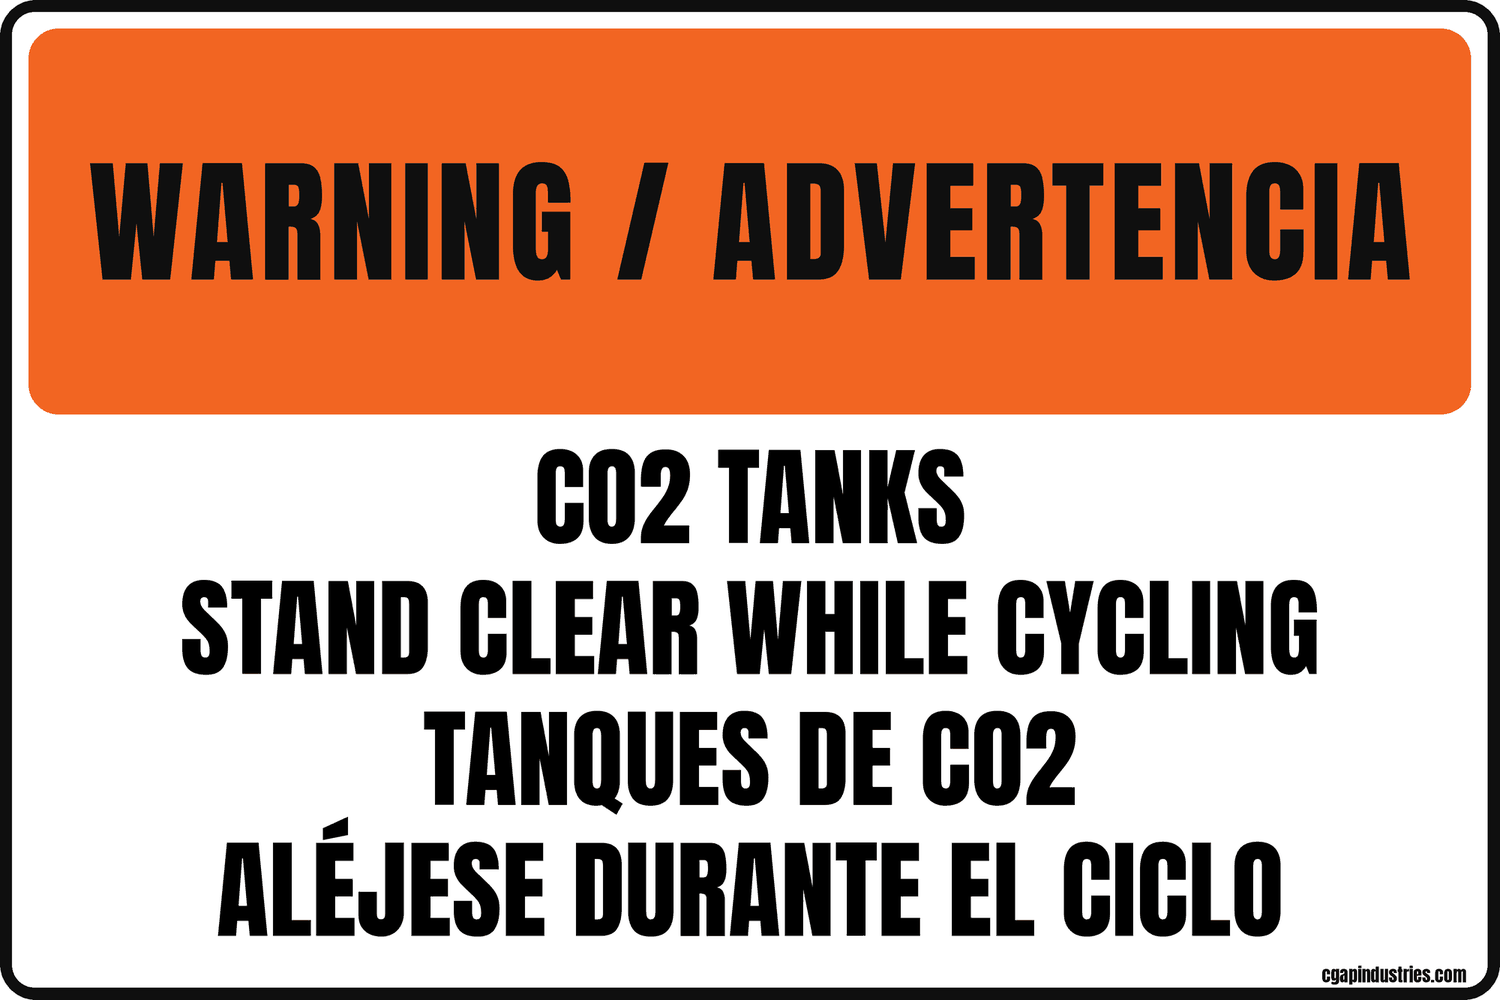 WARNING / ADVERTENCIA
CO2 TANKS
STAND CLEAR WHILE CYCLING
TANQUES DE CO2
ALÉJESE DURANTE EL CICLO
cgapindustries.com